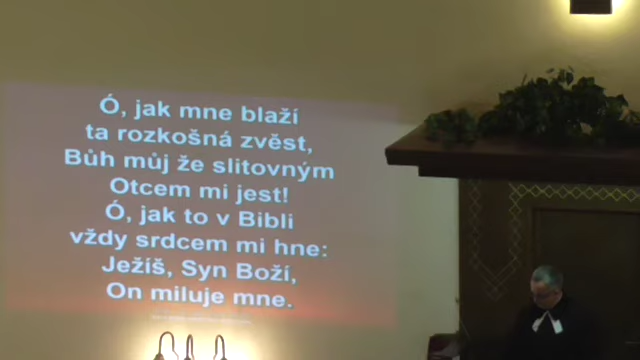 Ó, jak mne blaží
ta rozkošná zvěst,
Bůh můj že slitovným
Otcem mi jest!
Ó, jak to v Bibli
vždy srdcem mi hne:
Ježíš, Syn Boží,
On miluje mne.